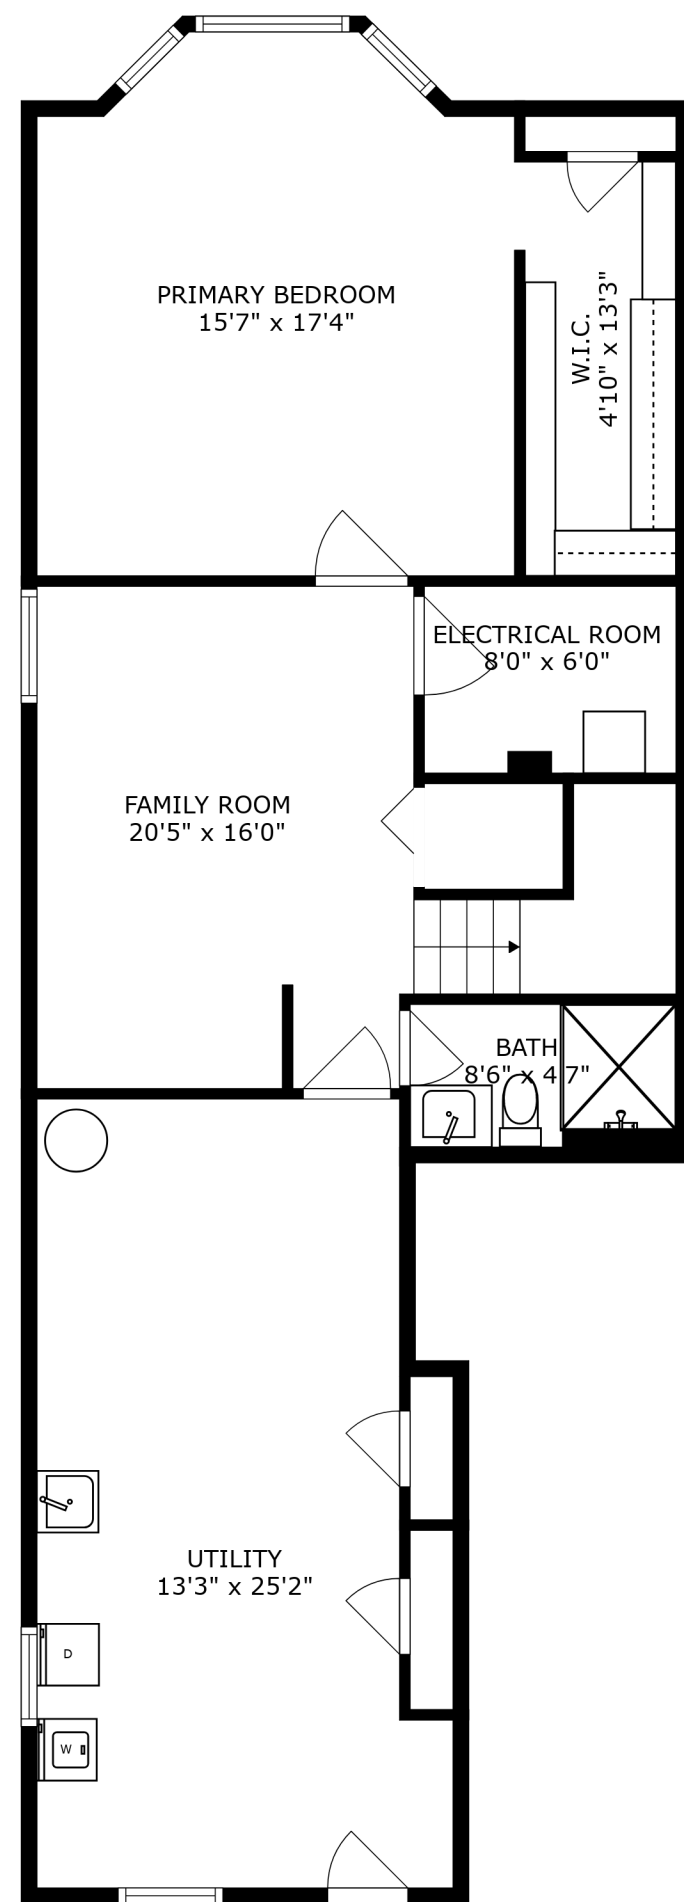 PRIMARY BEDROOM
15'7" x 17'4"
W.I.C.
4'10" x 13'3"
ELECTRICAL ROOM
8'0" x 6'0"
FAMILY ROOM
20'5" x 16'0"
BATH
8'6" x 4'7"
UTILITY
13'3" x 25'2"
D
W